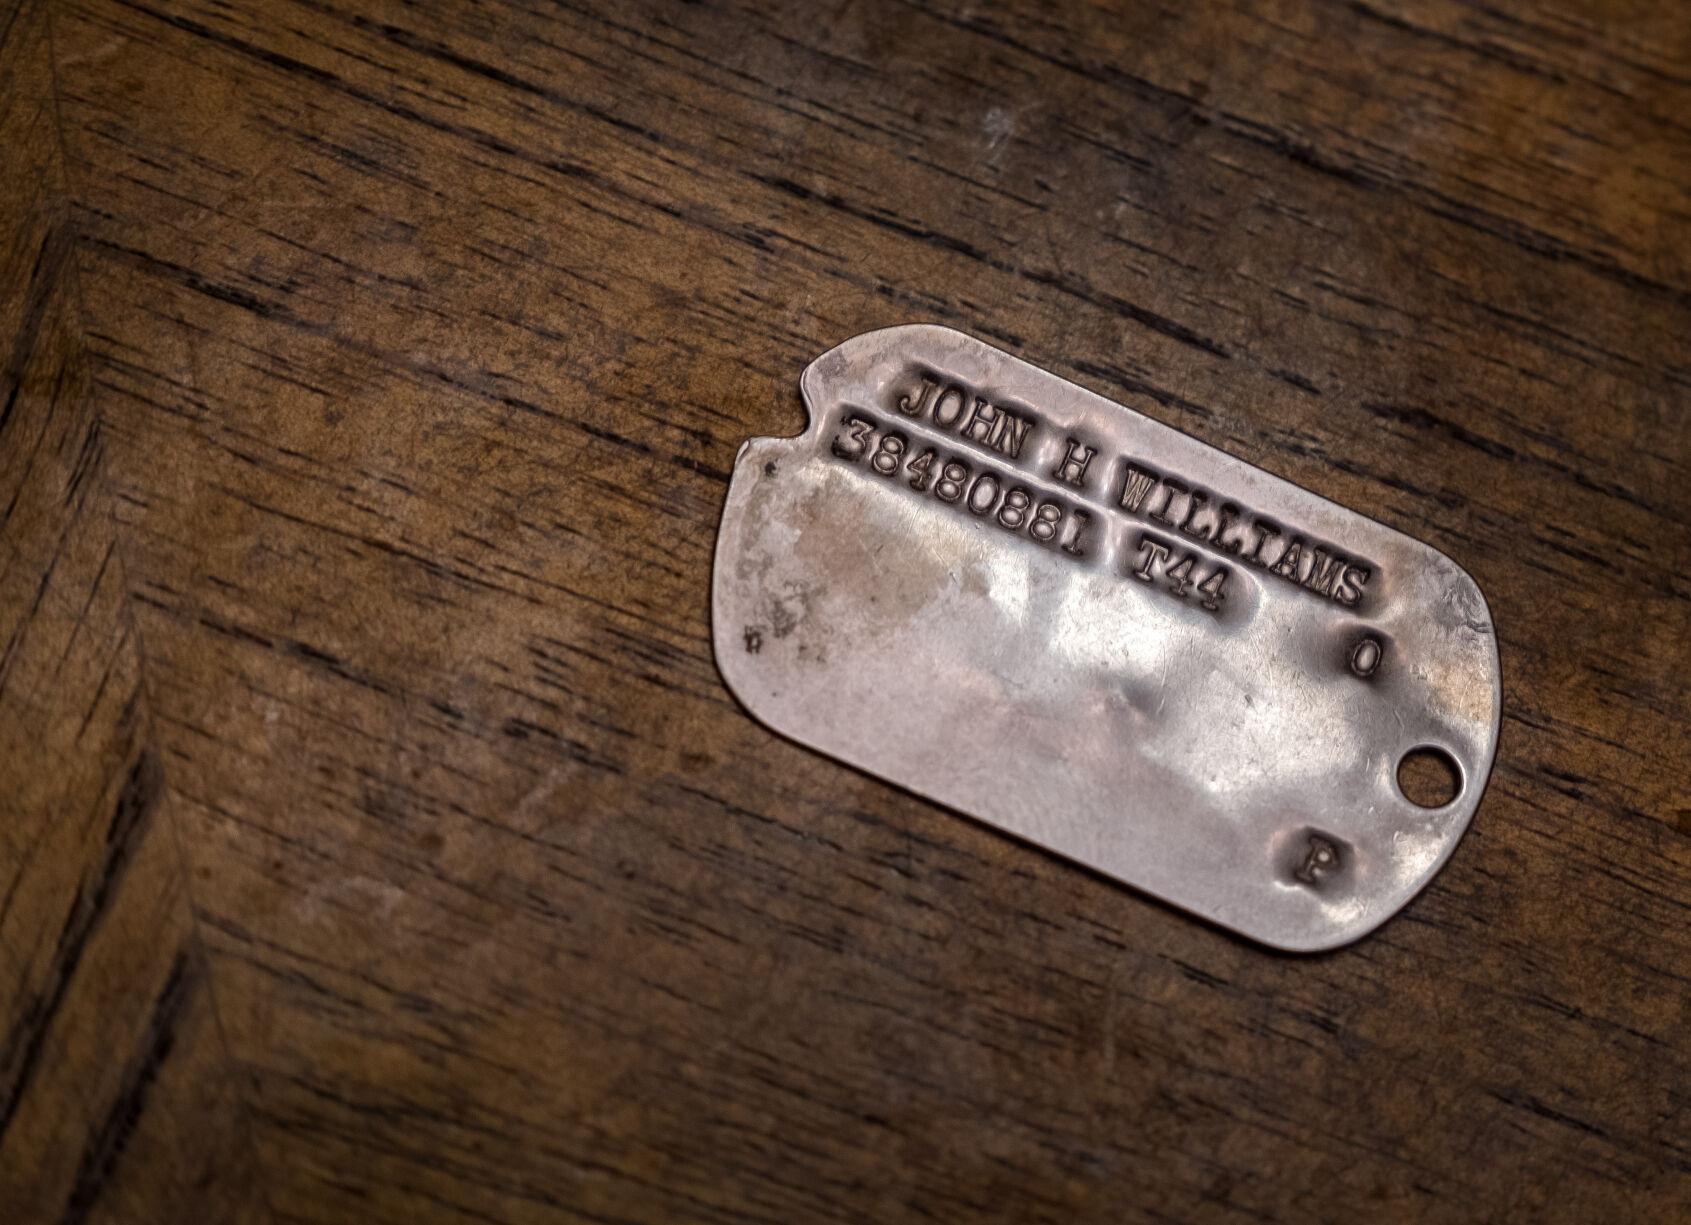 JOHN H WILLIAMS
38480881 T44
O
P